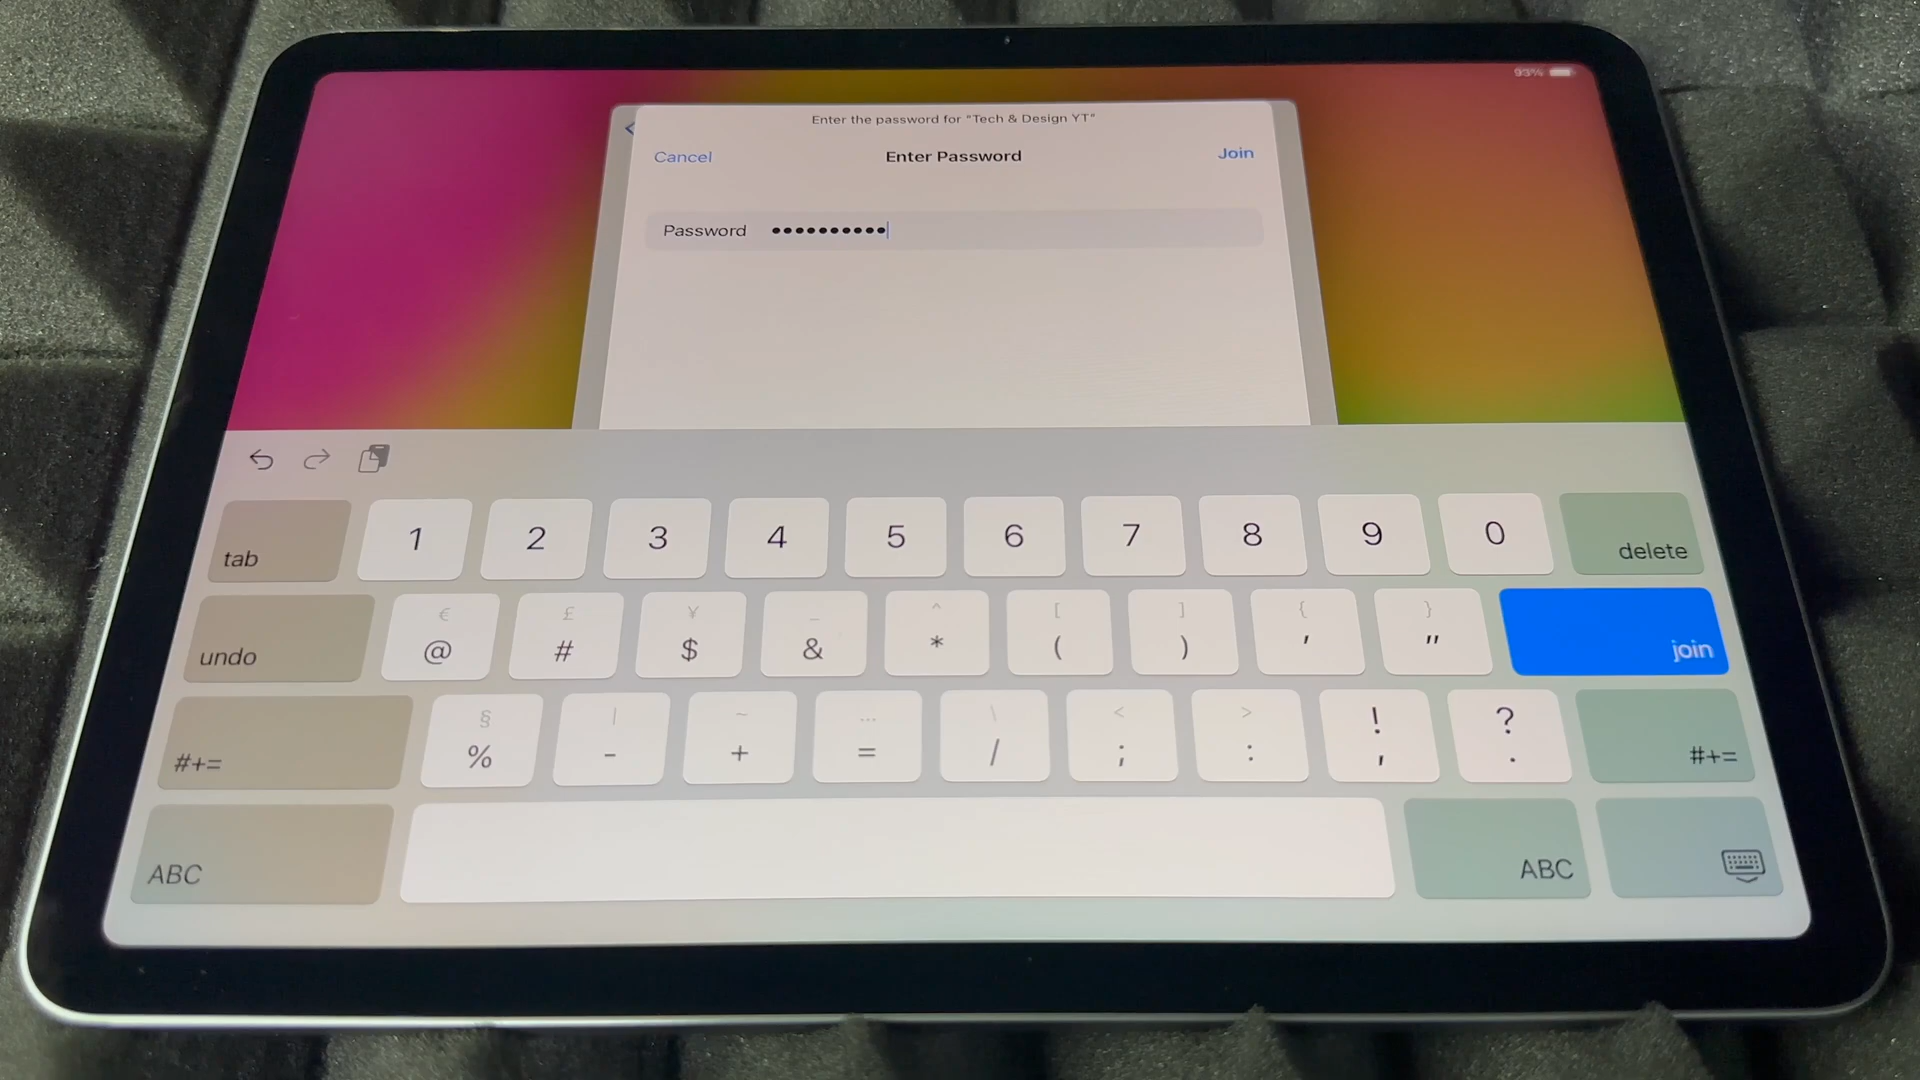 93%
Enter the password for "Tech & Design YT"
Cancel Enter Password Join
Password ••••••••••
tab 1 2 3 4 5 6 7 8 9 0 delete
€ £ ¥ _ ^ [ ] { }
undo @ # $ & * ( ) ' " join
§ | ~ … \ < > ! ?
#+= % - + = / ; : , . #+=
ABC ABC